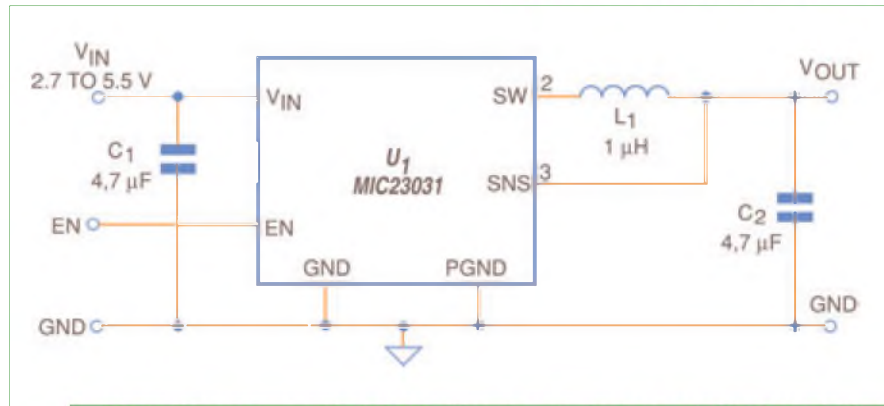 VIN
2.7 TO 5.5 V
VIN
SW
2
L1
1 µH
VOUT
C1
4,7 µF
U1
MIC23031
SNS
3
C2
4,7 µF
EN
EN
GND
PGND
GND
GND